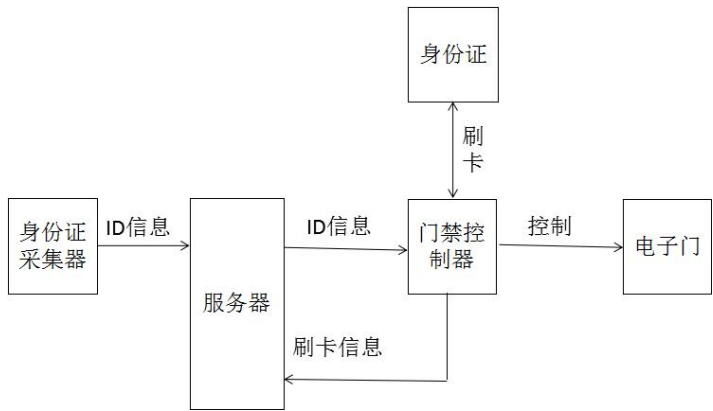 身份证
刷
卡
身份证
采集器
ID信息
服务器
ID信息
门禁控
制器
控制
电子门
刷卡信息